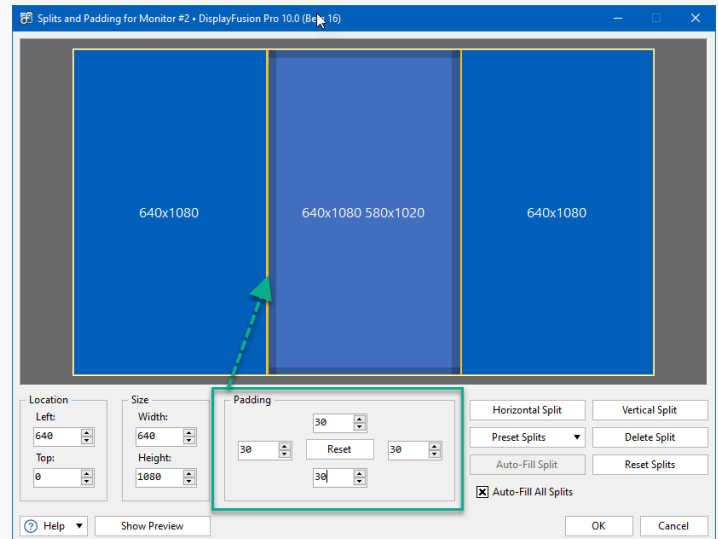 Splits and Padding for Monitor #2 • DisplayFusion Pro 10.0 (Beta 16)
640x1080
640x1080 580x1020
640x1080
Location
Left:
640
Top:
0
Size
Width:
640
Height:
1080
Padding
30
30
Reset
30
30
Horizontal Split
Vertical Split
Preset Splits
Delete Split
Auto-Fill Split
Reset Splits
Auto-Fill All Splits
Help
Show Preview
OK
Cancel